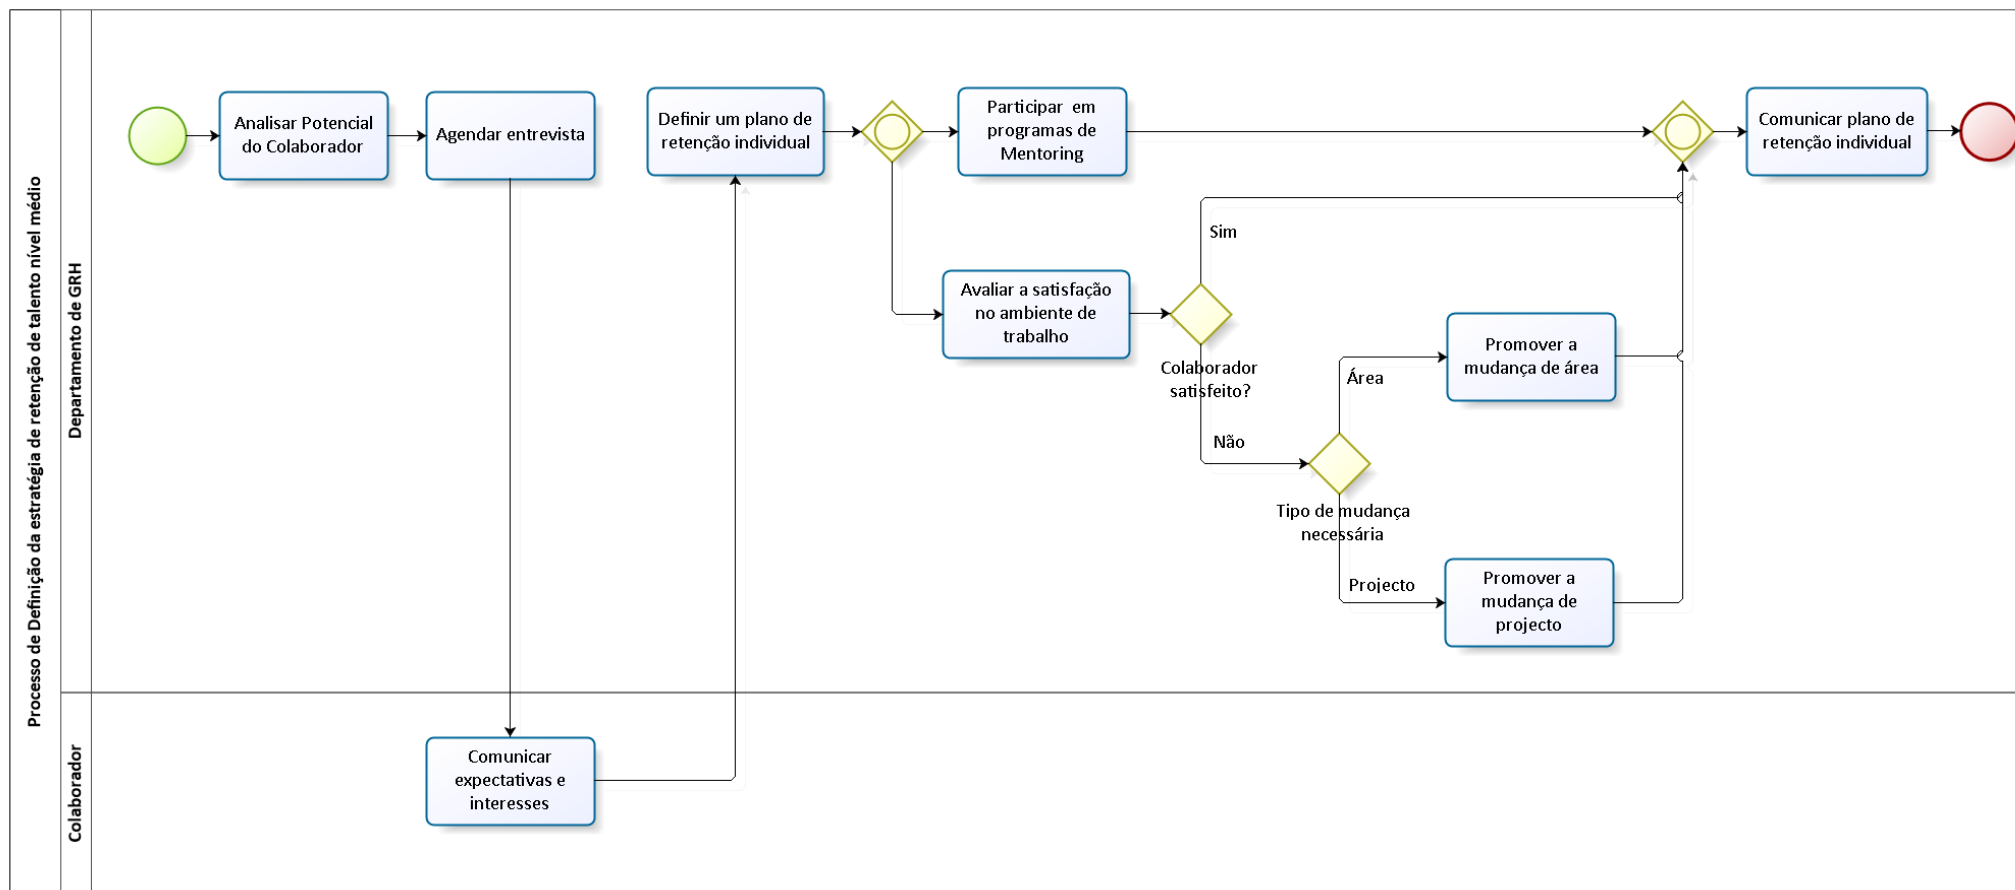 Processo de Definição da estratégia de retenção de talento nível médio
Departamento de GRH
Analisar Potencial
do Colaborador
Agendar entrevista
Definir um plano de
retenção individual
Participar em
programas de
Mentoring
Comunicar plano de
retenção individual
Sim
Avaliar a satisfação
no ambiente de
trabalho
Colaborador
satisfeito?
Não
Área
Promover a
mudança de área
Tipo de mudança
necessária
Projecto
Promover a
mudança de
projecto
Colaborador
Comunicar
expectativas e
interesses